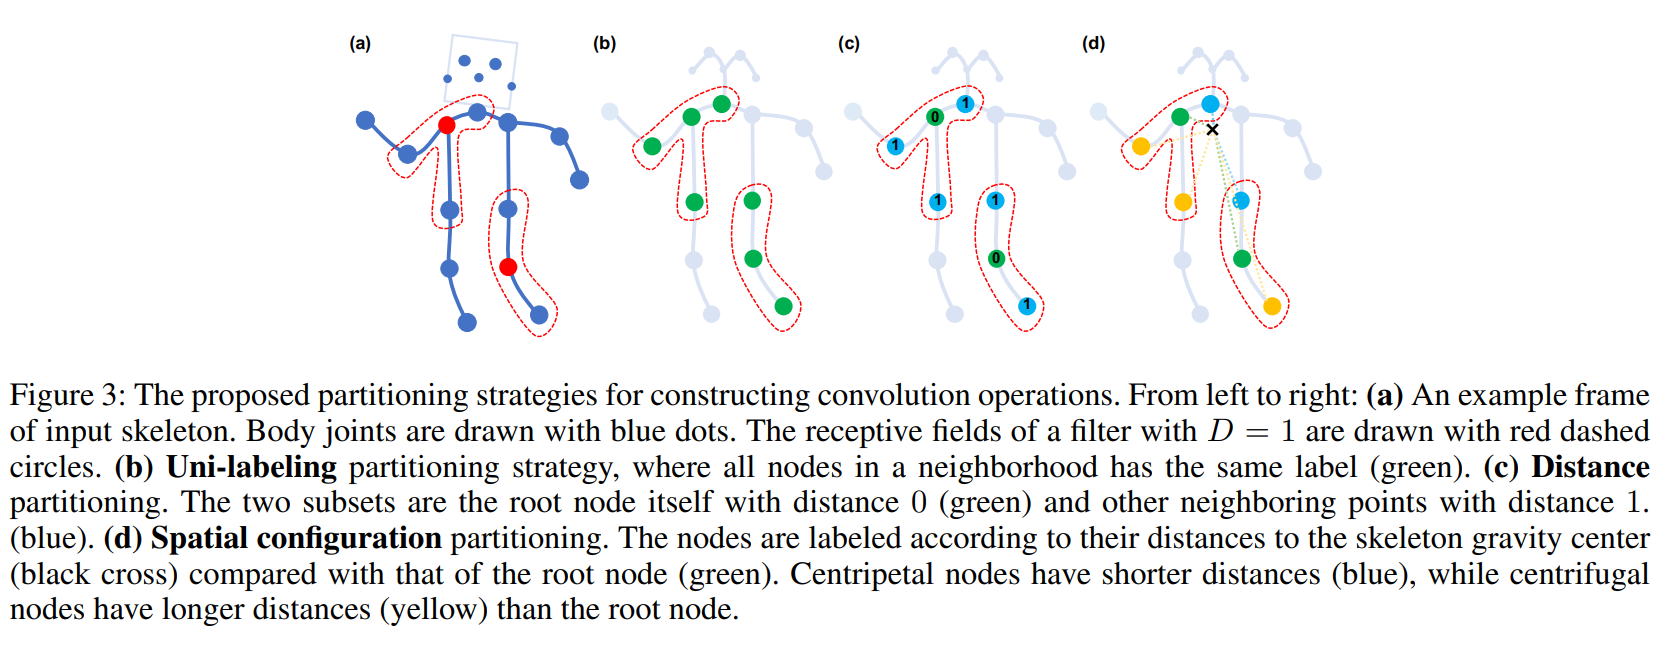 (a) (b) (c) (d)
1
0
1
1 1
0
1
Figure 3: The proposed partitioning strategies for constructing convolution operations. From left to right: (a) An example frame
of input skeleton. Body joints are drawn with blue dots. The receptive fields of a filter with D = 1 are drawn with red dashed
circles. (b) Uni-labeling partitioning strategy, where all nodes in a neighborhood has the same label (green). (c) Distance
partitioning. The two subsets are the root node itself with distance 0 (green) and other neighboring points with distance 1.
(blue). (d) Spatial configuration partitioning. The nodes are labeled according to their distances to the skeleton gravity center
(black cross) compared with that of the root node (green). Centripetal nodes have shorter distances (blue), while centrifugal
nodes have longer distances (yellow) than the root node.